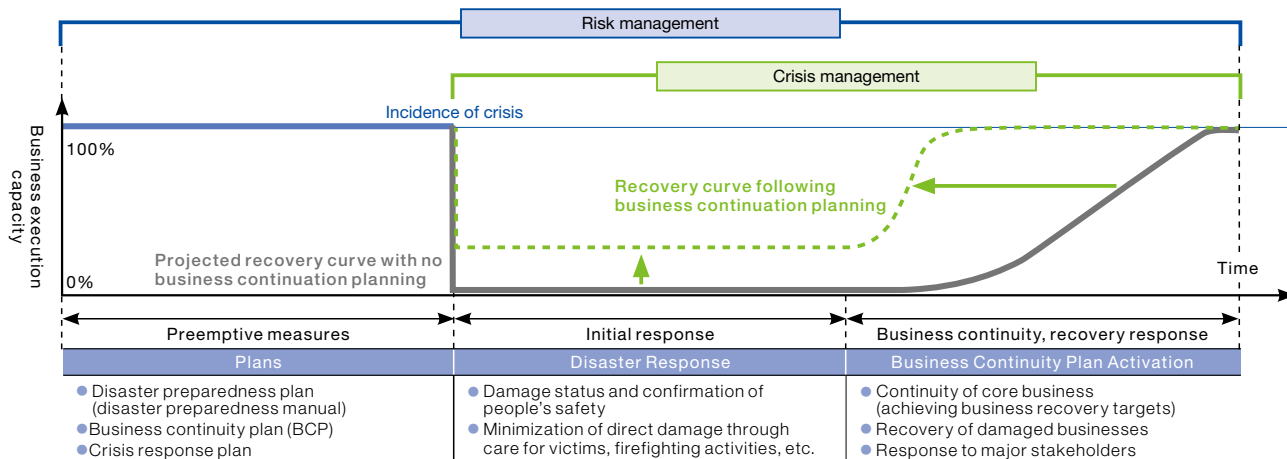 Risk management
Crisis management
Incidence of crisis
Business execution
capacity
100%
0%
Recovery curve following
business continuation planning
Projected recovery curve with no
business continuation planning
Time
Preemptive measures
Initial response
Business continuity, recovery response
Plans
Disaster Response
Business Continuity Plan Activation
● Disaster preparedness plan
(disaster preparedness manual)
● Business continuity plan (BCP)
● Crisis response plan
● Damage status and confirmation of
people's safety
● Minimization of direct damage through
care for victims, firefighting activities, etc.
● Continuity of core business
(achieving business recovery targets)
● Recovery of damaged businesses
● Response to major stakeholders